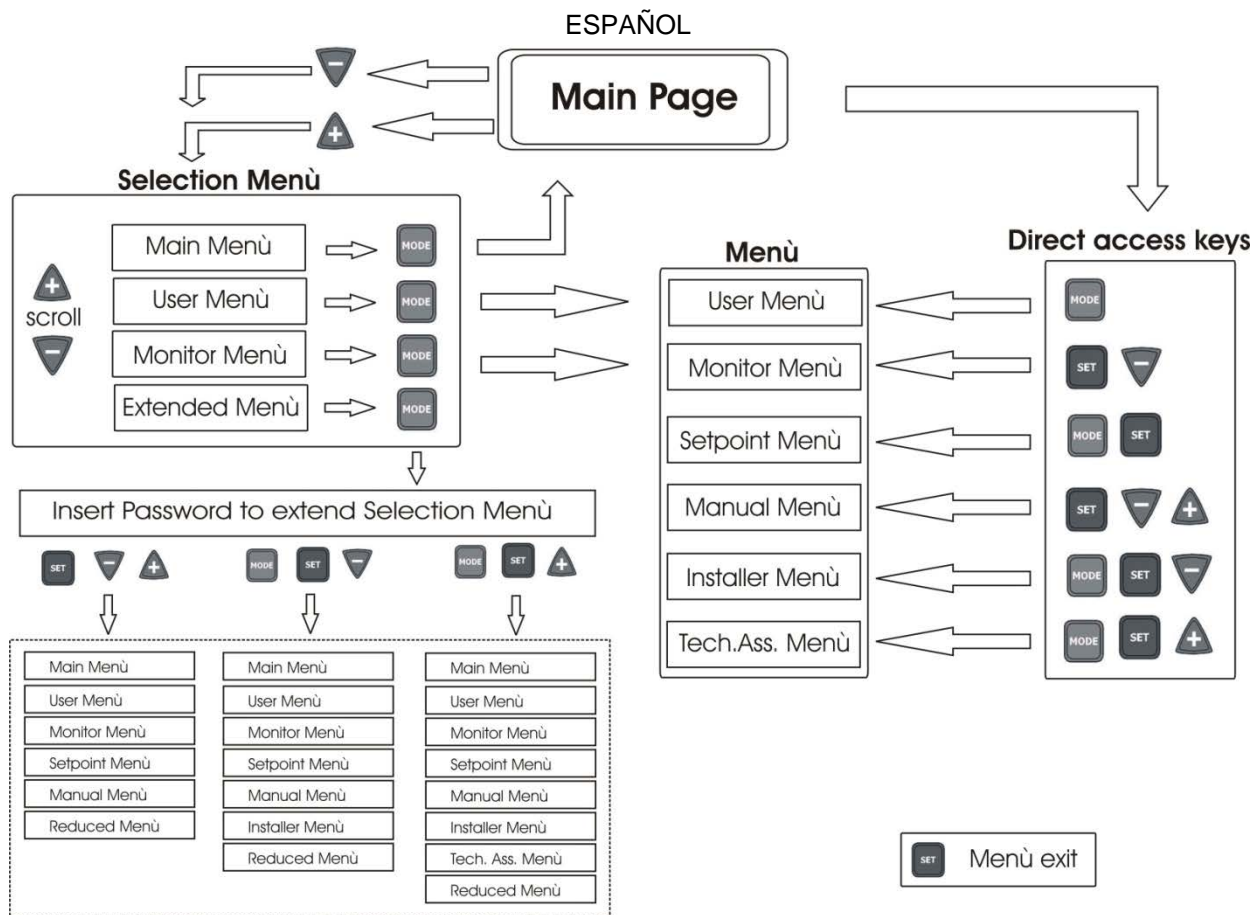 ESPAÑOL
−
Main Page
+
Selection Menù
Main Menù
MODE
+
scroll
−
User Menù
MODE
Monitor Menù
MODE
Extended Menù
MODE
Insert Password to extend Selection Menù
SET − +
MODE SET −
MODE SET +
Main Menù
User Menù
Monitor Menù
Setpoint Menù
Manual Menù
Reduced Menù
Main Menù
User Menù
Monitor Menù
Setpoint Menù
Manual Menù
Installer Menù
Reduced Menù
Main Menù
User Menù
Monitor Menù
Setpoint Menù
Manual Menù
Installer Menù
Tech. Ass. Menù
Reduced Menù
Menù
User Menù
Monitor Menù
Setpoint Menù
Manual Menù
Installer Menù
Tech.Ass. Menù
Direct access keys
MODE
SET −
MODE SET
SET − +
MODE SET −
MODE SET +
SET Menù exit